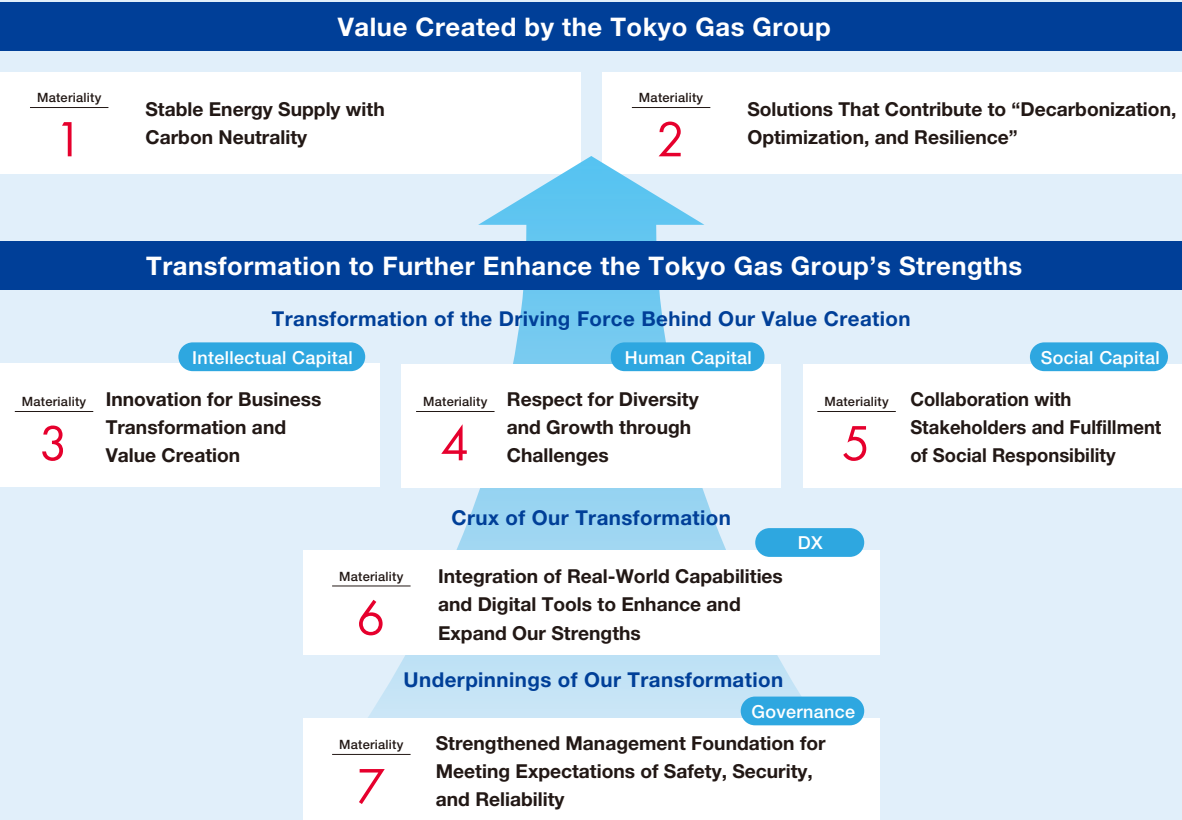 Value Created by the Tokyo Gas Group
Materiality
1
Stable Energy Supply with
Carbon Neutrality
Materiality
2
Solutions That Contribute to “Decarbonization,
Optimization, and Resilience”
Transformation to Further Enhance the Tokyo Gas Group’s Strengths
Transformation of the Driving Force Behind Our Value Creation
Intellectual Capital
Materiality
3
Innovation for Business
Transformation and
Value Creation
Human Capital
Materiality
4
Respect for Diversity
and Growth through
Challenges
Social Capital
Materiality
5
Collaboration with
Stakeholders and Fulfillment
of Social Responsibility
Crux of Our Transformation
DX
Materiality
6
Integration of Real-World Capabilities
and Digital Tools to Enhance and
Expand Our Strengths
Underpinnings of Our Transformation
Governance
Materiality
7
Strengthened Management Foundation for
Meeting Expectations of Safety, Security,
and Reliability